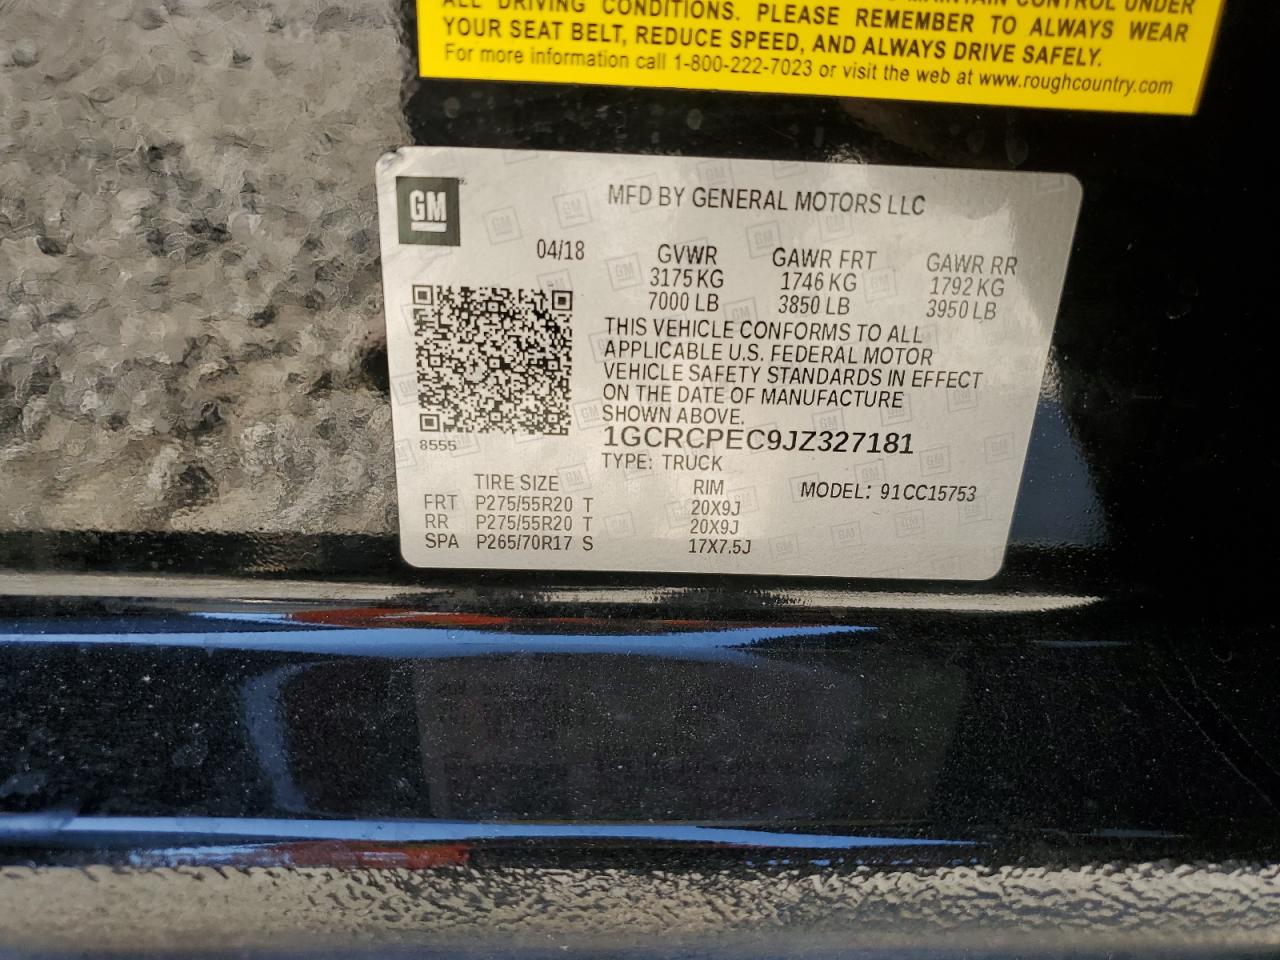 MAINTAIN CONTROL UNDER
ALL DRIVING CONDITIONS. PLEASE REMEMBER TO ALWAYS WEAR
YOUR SEAT BELT, REDUCE SPEED, AND ALWAYS DRIVE SAFELY.
For more information call 1-800-222-7023 or visit the web at www.roughcountry.com
GM
MFD BY GENERAL MOTORS LLC
04/18 GVWR GAWR FRT GAWR RR
3175 KG 1746 KG 1792 KG
7000 LB 3850 LB 3950 LB
THIS VEHICLE CONFORMS TO ALL
APPLICABLE U.S. FEDERAL MOTOR
VEHICLE SAFETY STANDARDS IN EFFECT
ON THE DATE OF MANUFACTURE
SHOWN ABOVE.
8555
1GCRCPEC9JZ327181
TYPE: TRUCK
MODEL: 91CC15753
TIRE SIZE RIM
FRT P275/55R20 T 20X9J
RR P275/55R20 T 20X9J
SPA P265/70R17 S 17X7.5J